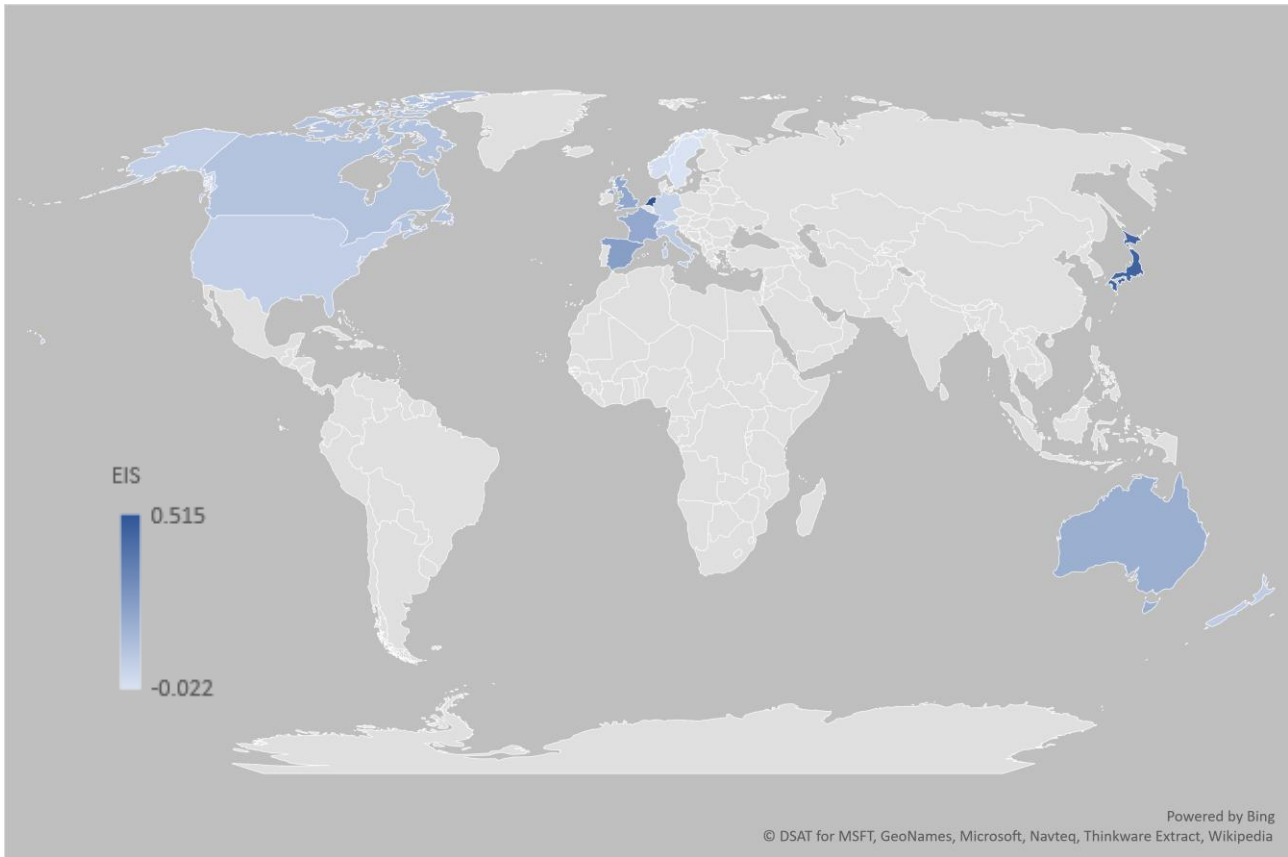 EIS
0.515
-0.022
Powered by Bing
© DSAT for MSFT, GeoNames, Microsoft, Navteq, Thinkware Extract, Wikipedia